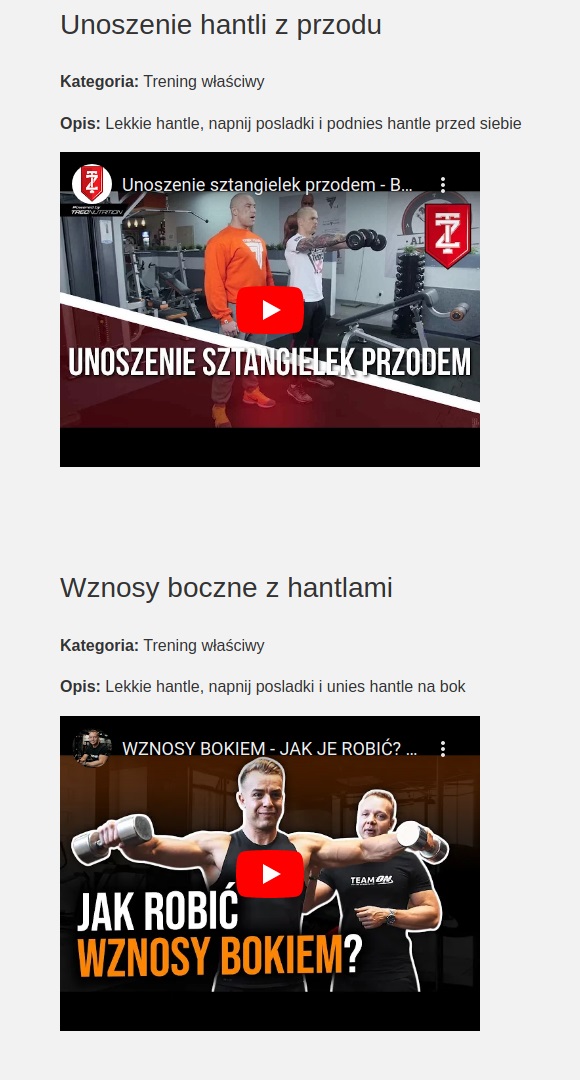 Unoszenie hantli z przodu
Kategoria: Trening właściwy
Opis: Lekkie hantle, napnij posladki i podnies hantle przed siebie
Unoszenie sztangielek przodem - B...
Powered by
TRECNUTRITION
UNOSZENIE SZTANGIELEK PRZODEM
Wznosy boczne z hantlami
Kategoria: Trening właściwy
Opis: Lekkie hantle, napnij posladki i unies hantle na bok
WZNOSY BOKIEM - JAK JE ROBIĆ? ...
TEAM ON
JAK ROBIĆ
WZNOSY BOKIEM?